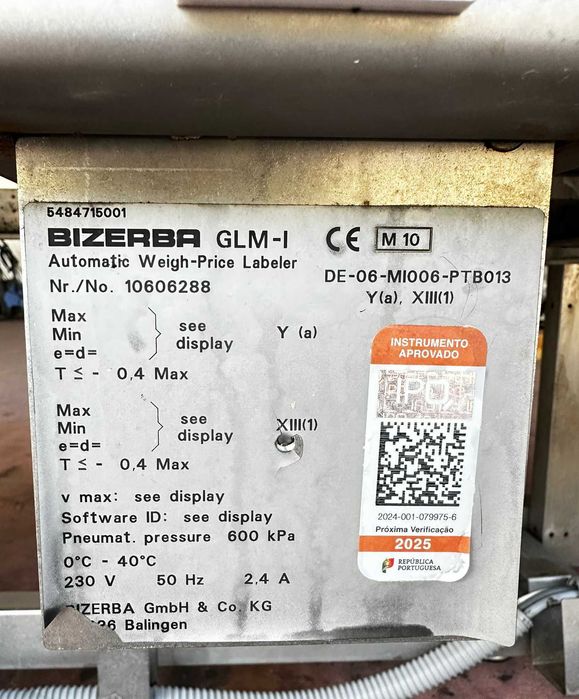 5484715001
BIZERBA GLM-I CE M 10
Automatic Weigh-Price Labeler
DE-06-MI006-PTB013
Nr./No. 10606288
Y(a), XIII(1)
Max
Min
e=d=
see
display
Y (a)
T ≤ - 0,4 Max
Max
Min
e=d=
see
display
XIII(1)
T ≤ - 0,4 Max
v max: see display
Software ID: see display
Pneumat. pressure 600 kPa
0°C - 40°C
230 V 50 Hz 2,4 A
BIZERBA GmbH & Co. KG
Balingen
INSTRUMENTO
APROVADO
IPQ
2024-001-079975-6
Próxima Verificação
2025
REPÚBLICA
PORTUGUESA